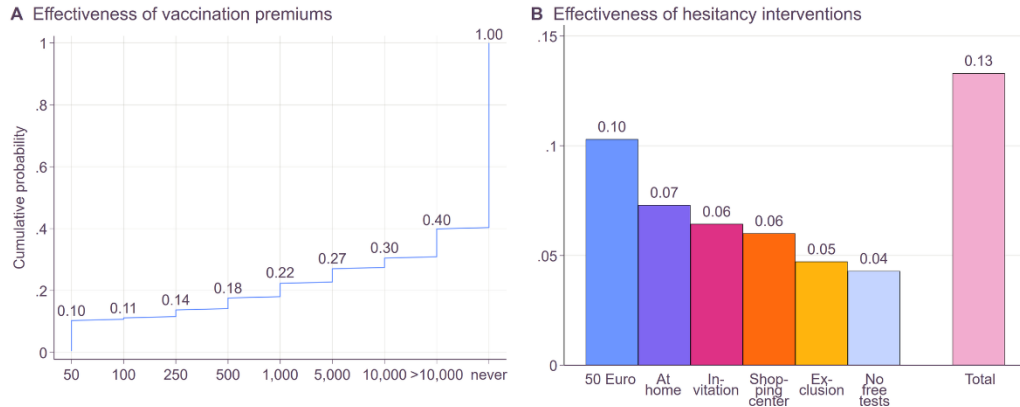 A Effectiveness of vaccination premiums
Cumulative probability
1
.8
.6
.4
.2
0
0.10
0.11
0.14
0.18
0.22
0.27
0.30
0.40
1.00
50 100 250 500 1,000 5,000 10,000 >10,000 never
B Effectiveness of hesitancy interventions
.15
.1
.05
0
0.10
0.07
0.06
0.06
0.05
0.04
0.13
50 Euro
At
home
In-
vitation
Shop-
ping
center
Ex-
clusion
No
free
tests
Total